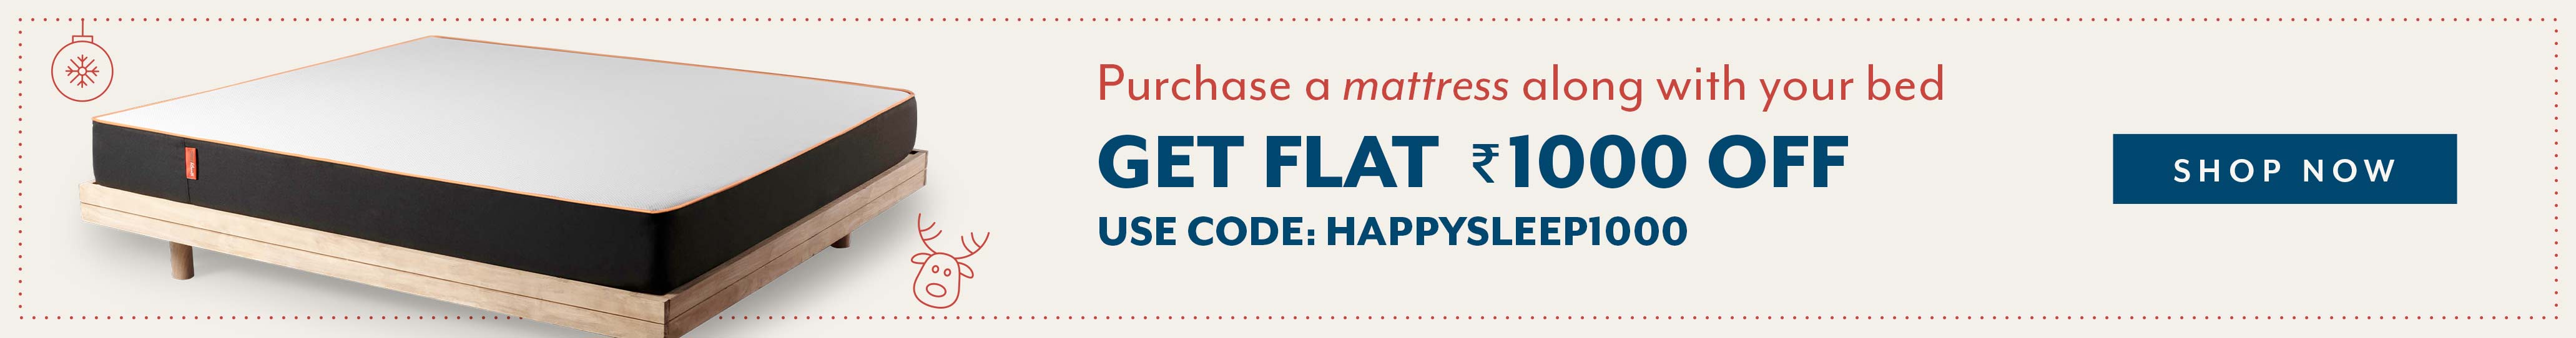 Purchase a mattress along with your bed
GET FLAT ₹1000 OFF
USE CODE: HAPPYSLEEP1000
SHOP NOW